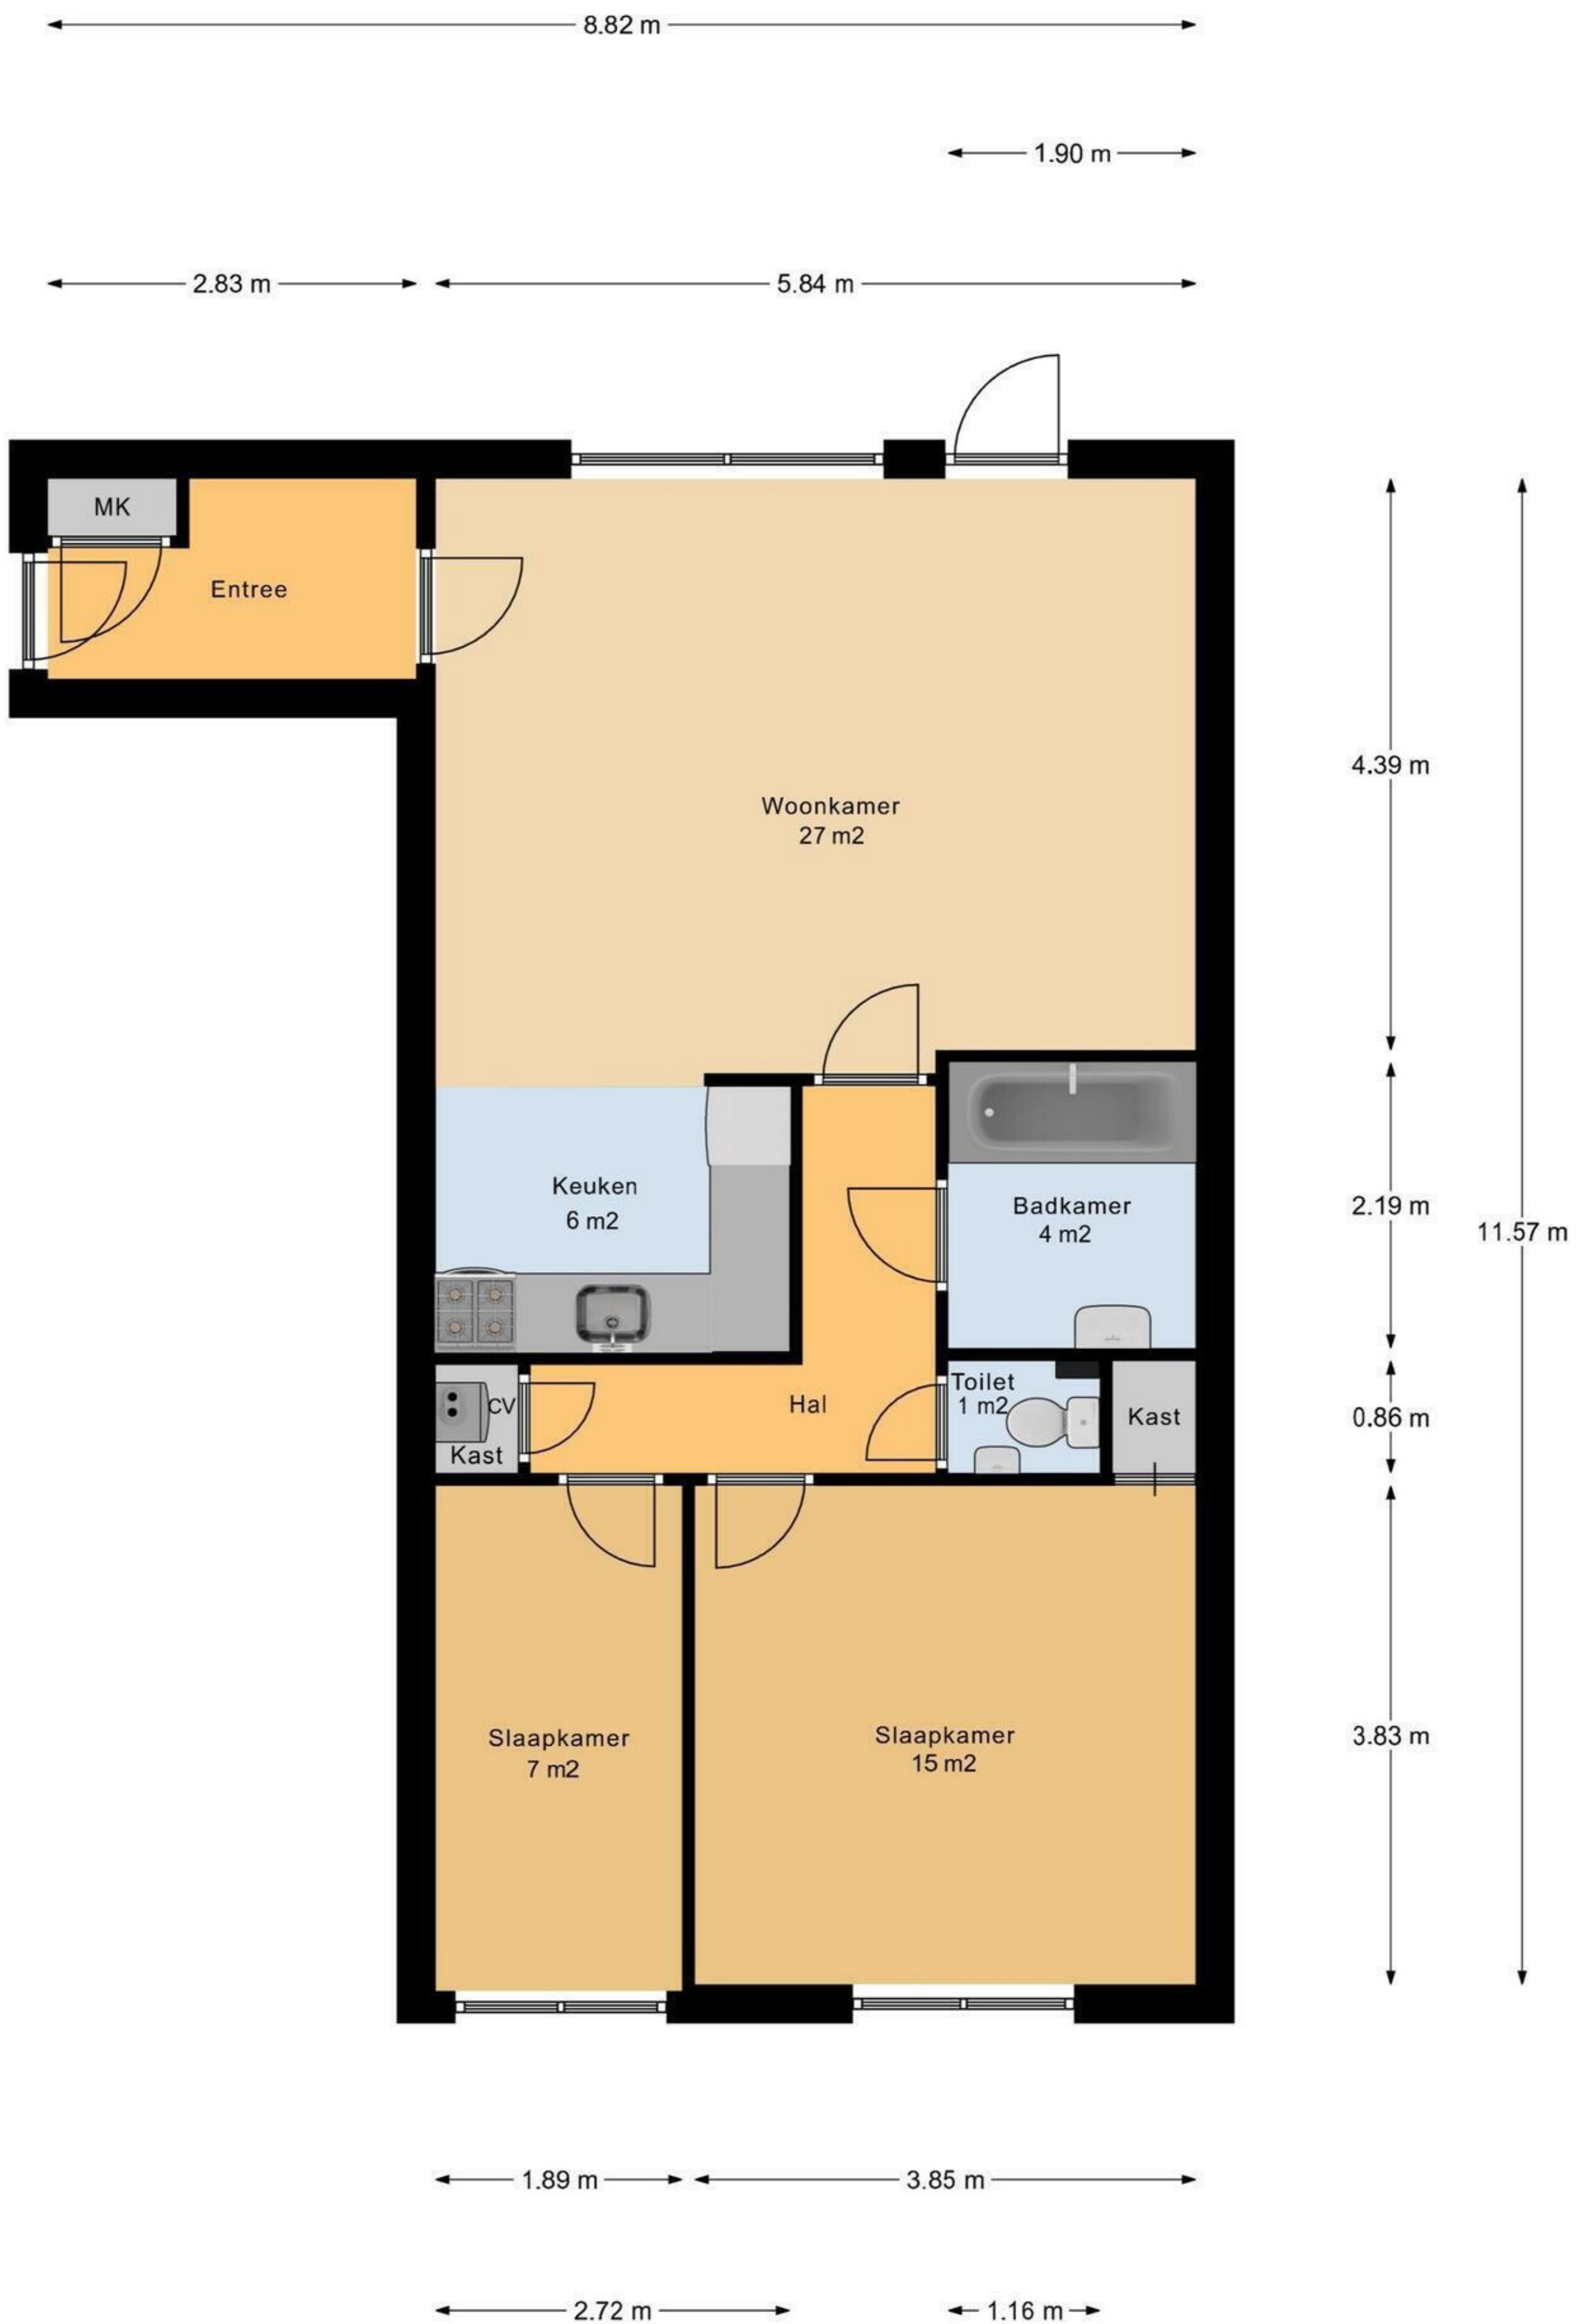 8.82 m
1.90 m
2.83 m
5.84 m
MK
Entree
4.39 m
Woonkamer
27 m2
Keuken
6 m2
Badkamer
4 m2
2.19 m
11.57 m
Toilet
1 m2
CV
Kast
Hal
Kast
0.86 m
Slaapkamer
7 m2
Slaapkamer
15 m2
3.83 m
1.89 m
3.85 m
2.72 m
1.16 m